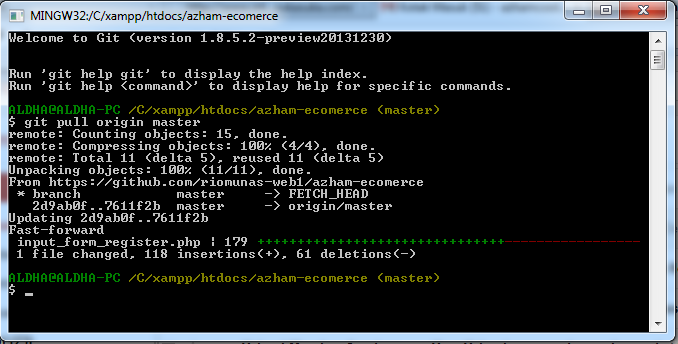 MINGW32:/C/xampp/htdocs/azham-ecomerce
Welcome to Git (version 1.8.5.2-preview20131230)
Run 'git help git' to display the help index.
Run 'git help <command>' to display help for specific commands.
ALDHA@ALDHA-PC /C/xampp/htdocs/azham-ecomerce (master)
$ git pull origin master
remote: Counting objects: 15, done.
remote: Compressing objects: 100% (4/4), done.
remote: Total 11 (delta 5), reused 11 (delta 5)
Unpacking objects: 100% (11/11), done.
From https://github.com/riomunas-web1/azham-ecomerce
 * branch            master     -> FETCH_HEAD
   2d9ab0f..7611f2b  master     -> origin/master
Updating 2d9ab0f..7611f2b
Fast-forward
 input_form_register.php | 179 +++++++++++++++++++++++++++++++-----------------
 1 file changed, 118 insertions(+), 61 deletions(-)
ALDHA@ALDHA-PC /C/xampp/htdocs/azham-ecomerce (master)
$